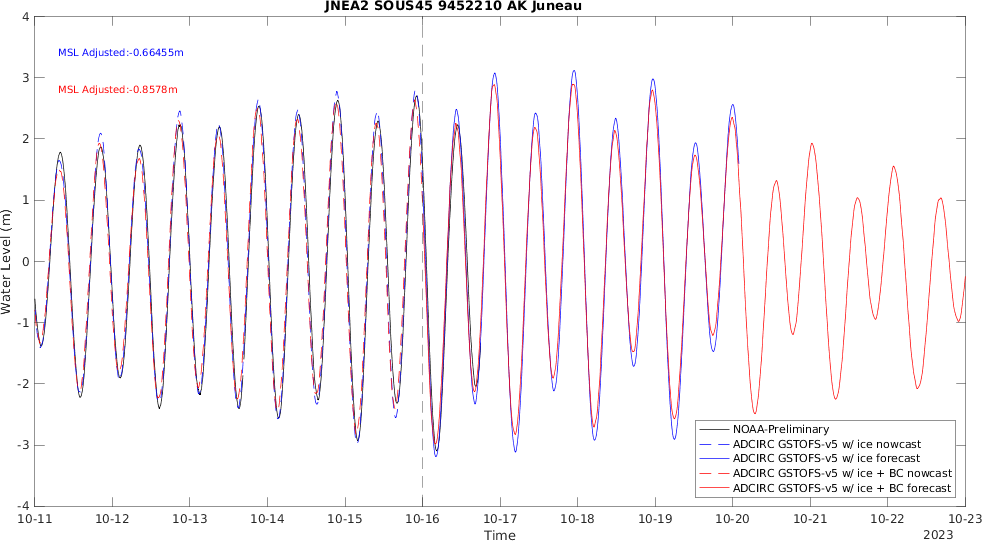 JNEA2 SOUS45 9452210 AK Juneau
4
3
2
1
0
-1
-2
-3
-4
Water Level (m)
MSL Adjusted:-0.66455m
MSL Adjusted:-0.8578m
NOAA-Preliminary
ADCIRC GSTOFS-v5 w/ ice nowcast
ADCIRC GSTOFS-v5 w/ ice forecast
ADCIRC GSTOFS-v5 w/ ice + BC nowcast
ADCIRC GSTOFS-v5 w/ ice + BC forecast
10-11 10-12 10-13 10-14 10-15 10-16 10-17 10-18 10-19 10-20 10-21 10-22 10-23
Time
2023